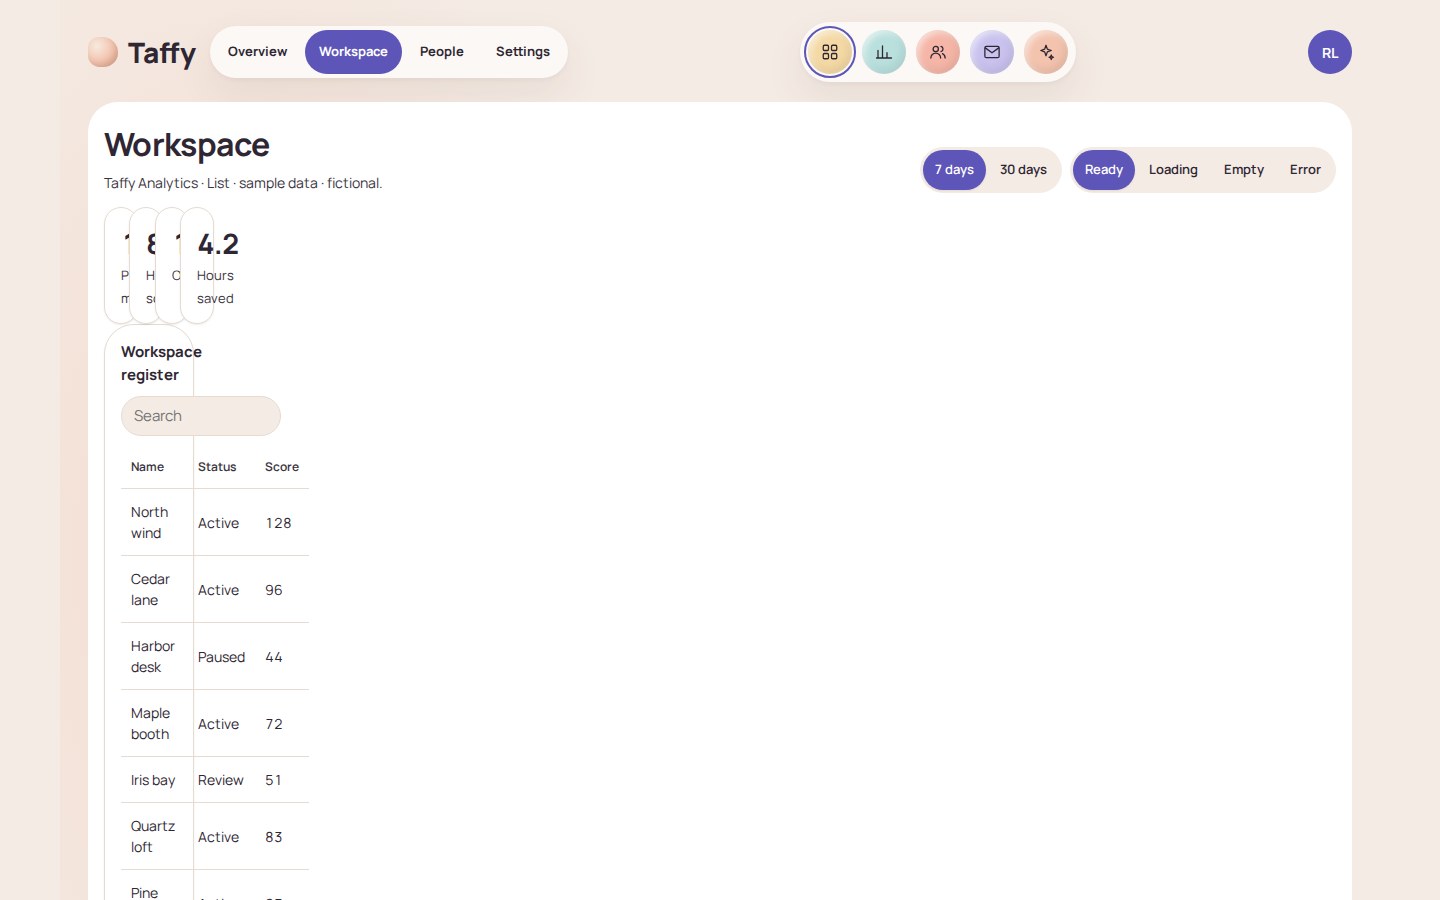 Taffy
Overview
Workspace
People
Settings
RL
Workspace
Taffy Analytics · List · sample data · fictional.
7 days
30 days
Ready
Loading
Empty
Error
4.2
Hours
saved
Workspace
register
Search
Name Status Score
North
wind
Active 128
Cedar
lane
Active 96
Harbor
desk
Paused 44
Maple
booth
Active 72
Iris bay Review 51
Quartz
loft
Active 83
Pine